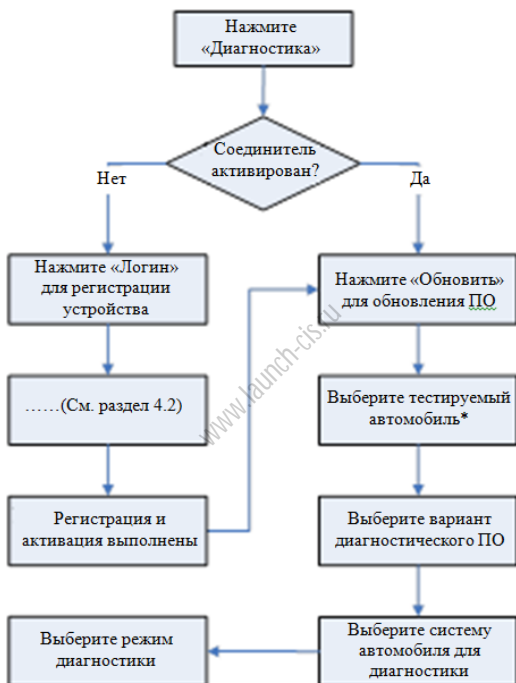 Нажмите
«Диагностика»
Соединитель
активирован?
Нет
Да
Нажмите «Логин»
для регистрации
устройства
Нажмите «Обновить»
для обновления ПО
......(См. раздел 4.2)
Выберите тестируемый
автомобиль*
www.launch-cis.ru
Регистрация и
активация выполнены
Выберите вариант
диагностического ПО
Выберите режим
диагностики
Выберите систему
автомобиля для
диагностики